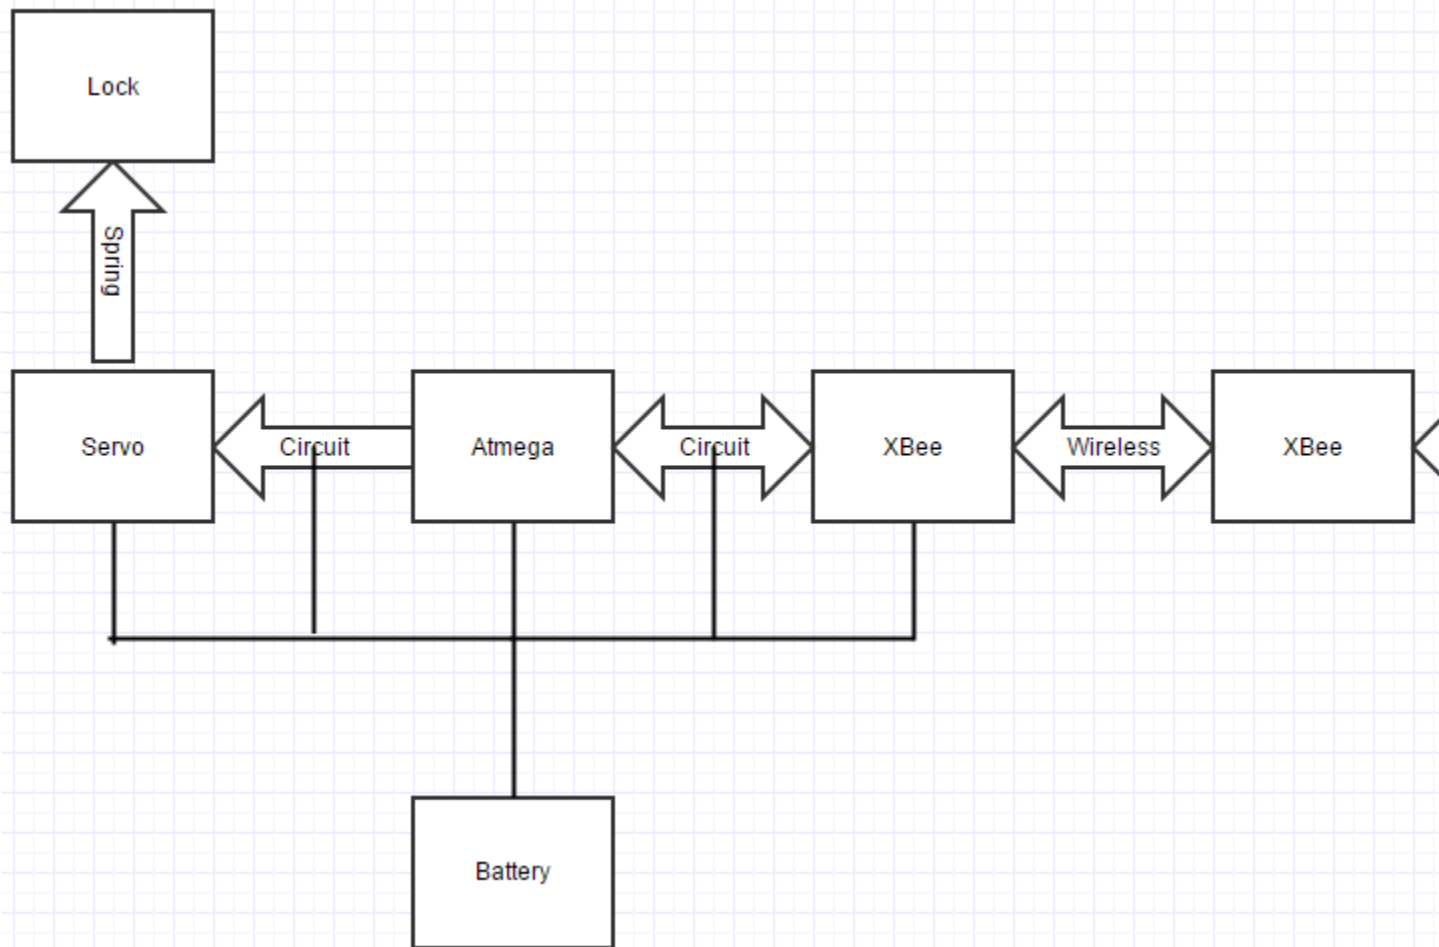 Lock
Spring
Servo
Circuit
Atmega
Circuit
XBee
Wireless
XBee
Battery